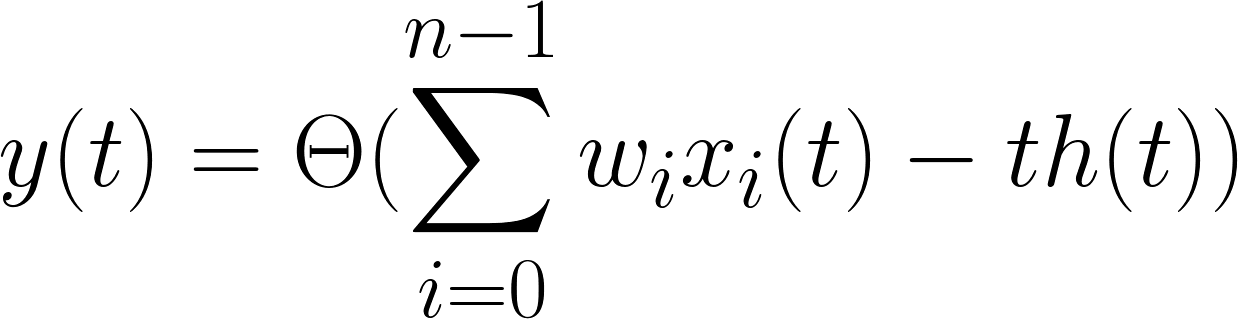 y(t) = Θ(∑_{i=0}^{n−1} w_i x_i(t) − th(t))